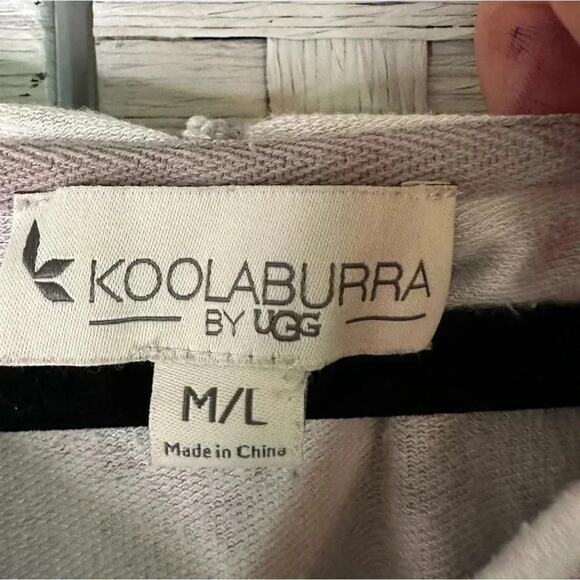 KOOLABURRA
BY UGG
M/L
Made in China